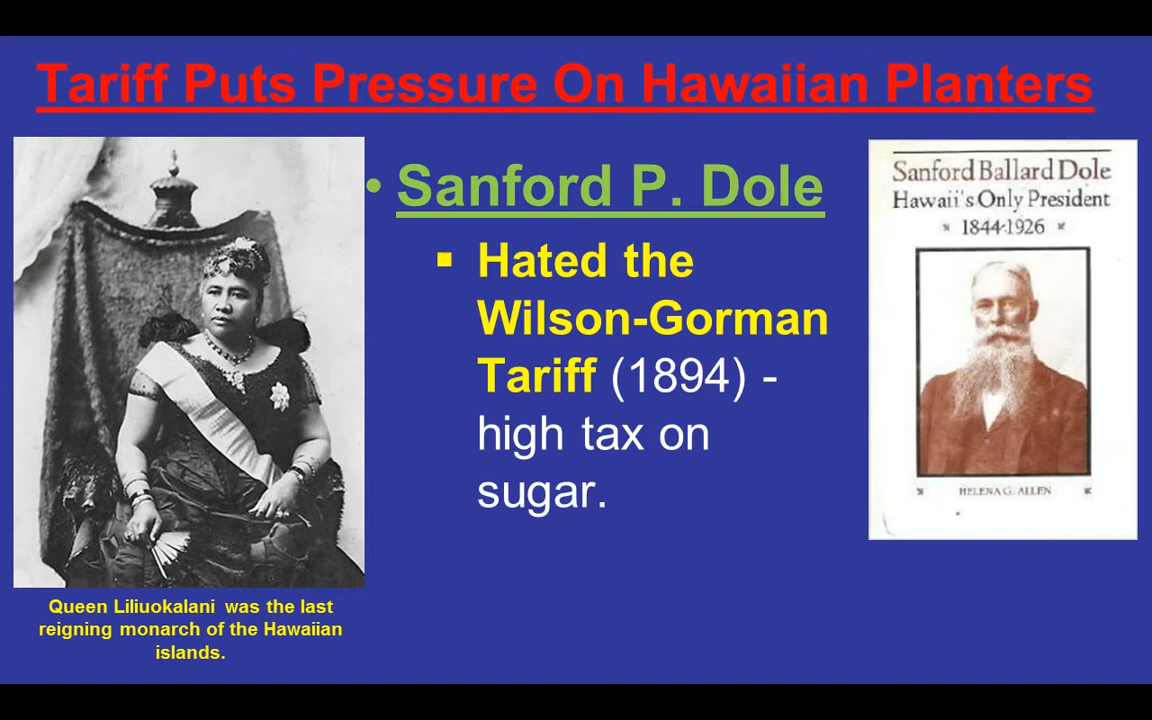 Tariff Puts Pressure On Hawaiian Planters
• Sanford P. Dole
▪ Hated the
Wilson-Gorman
Tariff (1894) -
high tax on
sugar.
Sanford Ballard Dole
Hawaii's Only President
1844-1926
HELENA G. ALLEN
Queen Liliuokalani was the last
reigning monarch of the Hawaiian
islands.